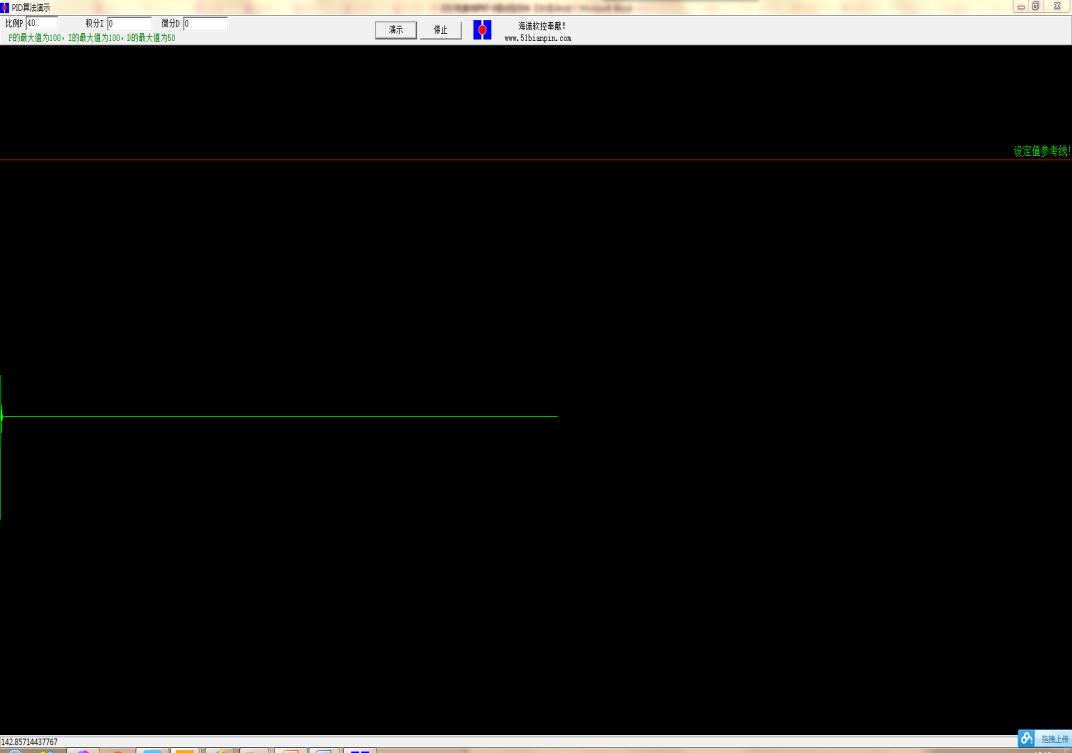 PID算法演示
比例P 40 积分I 0 微分D 0
P的最大值为100，I的最大值为100，D的最大值为50
演示 停止
海诺软控奉献!
www.51bianpin.com
设定值参考线!
142.85714437767
拖拽上传